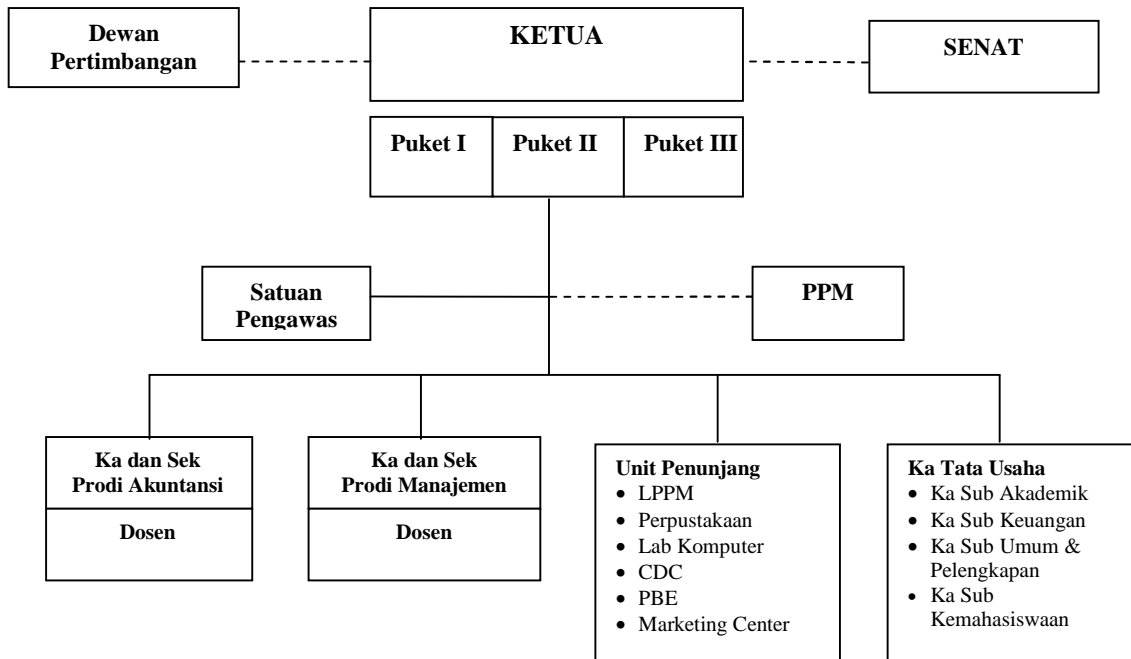 Dewan
Pertimbangan
KETUA
SENAT
Puket I
Puket II
Puket III
Satuan
Pengawas
PPM
Ka dan Sek
Prodi Akuntansi
Dosen
Ka dan Sek
Prodi Manajemen
Dosen
Unit Penunjang
• LPPM
• Perpustakaan
• Lab Komputer
• CDC
• PBE
• Marketing Center
Ka Tata Usaha
• Ka Sub Akademik
• Ka Sub Keuangan
• Ka Sub Umum &
Pelengkapan
• Ka Sub
Kemahasiswaan